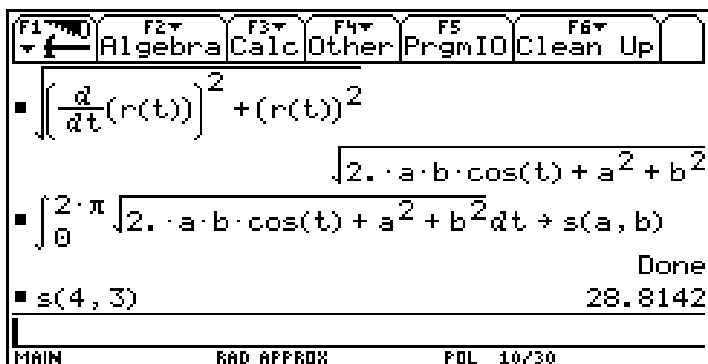 F1 F2 Algebra F3 Calc F4 Other F5 PrgmIO F6 Clean Up
▪ √((d/dt(r(t)))² + (r(t))²)
√(2.·a·b·cos(t) + a² + b²)
▪ ∫₀^(2·π) √(2.·a·b·cos(t) + a² + b²) dt → s(a, b)
Done
▪ s(4, 3) 28.8142
MAIN RAD APPROX POL 10/30